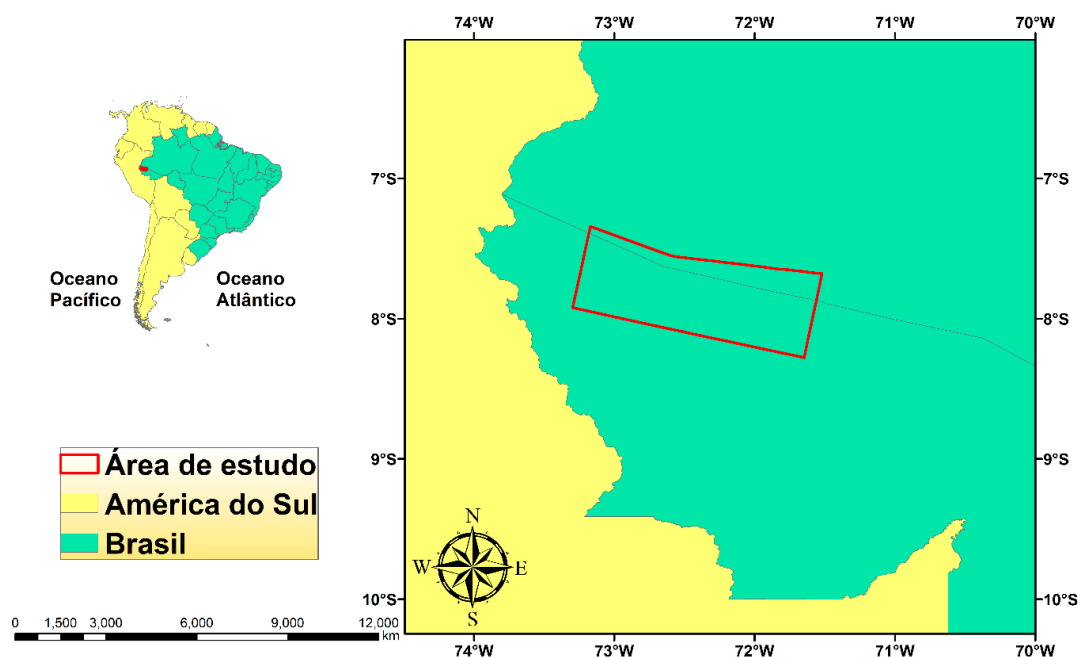 74°W 73°W 72°W 71°W 70°W
7°S 7°S
Oceano
Pacífico
Oceano
Atlântico
8°S 8°S
Área de estudo
América do Sul
Brasil
9°S 9°S
N
W E
S
10°S 10°S
0 1,500 3,000 6,000 9,000 12,000
km
74°W 73°W 72°W 71°W 70°W